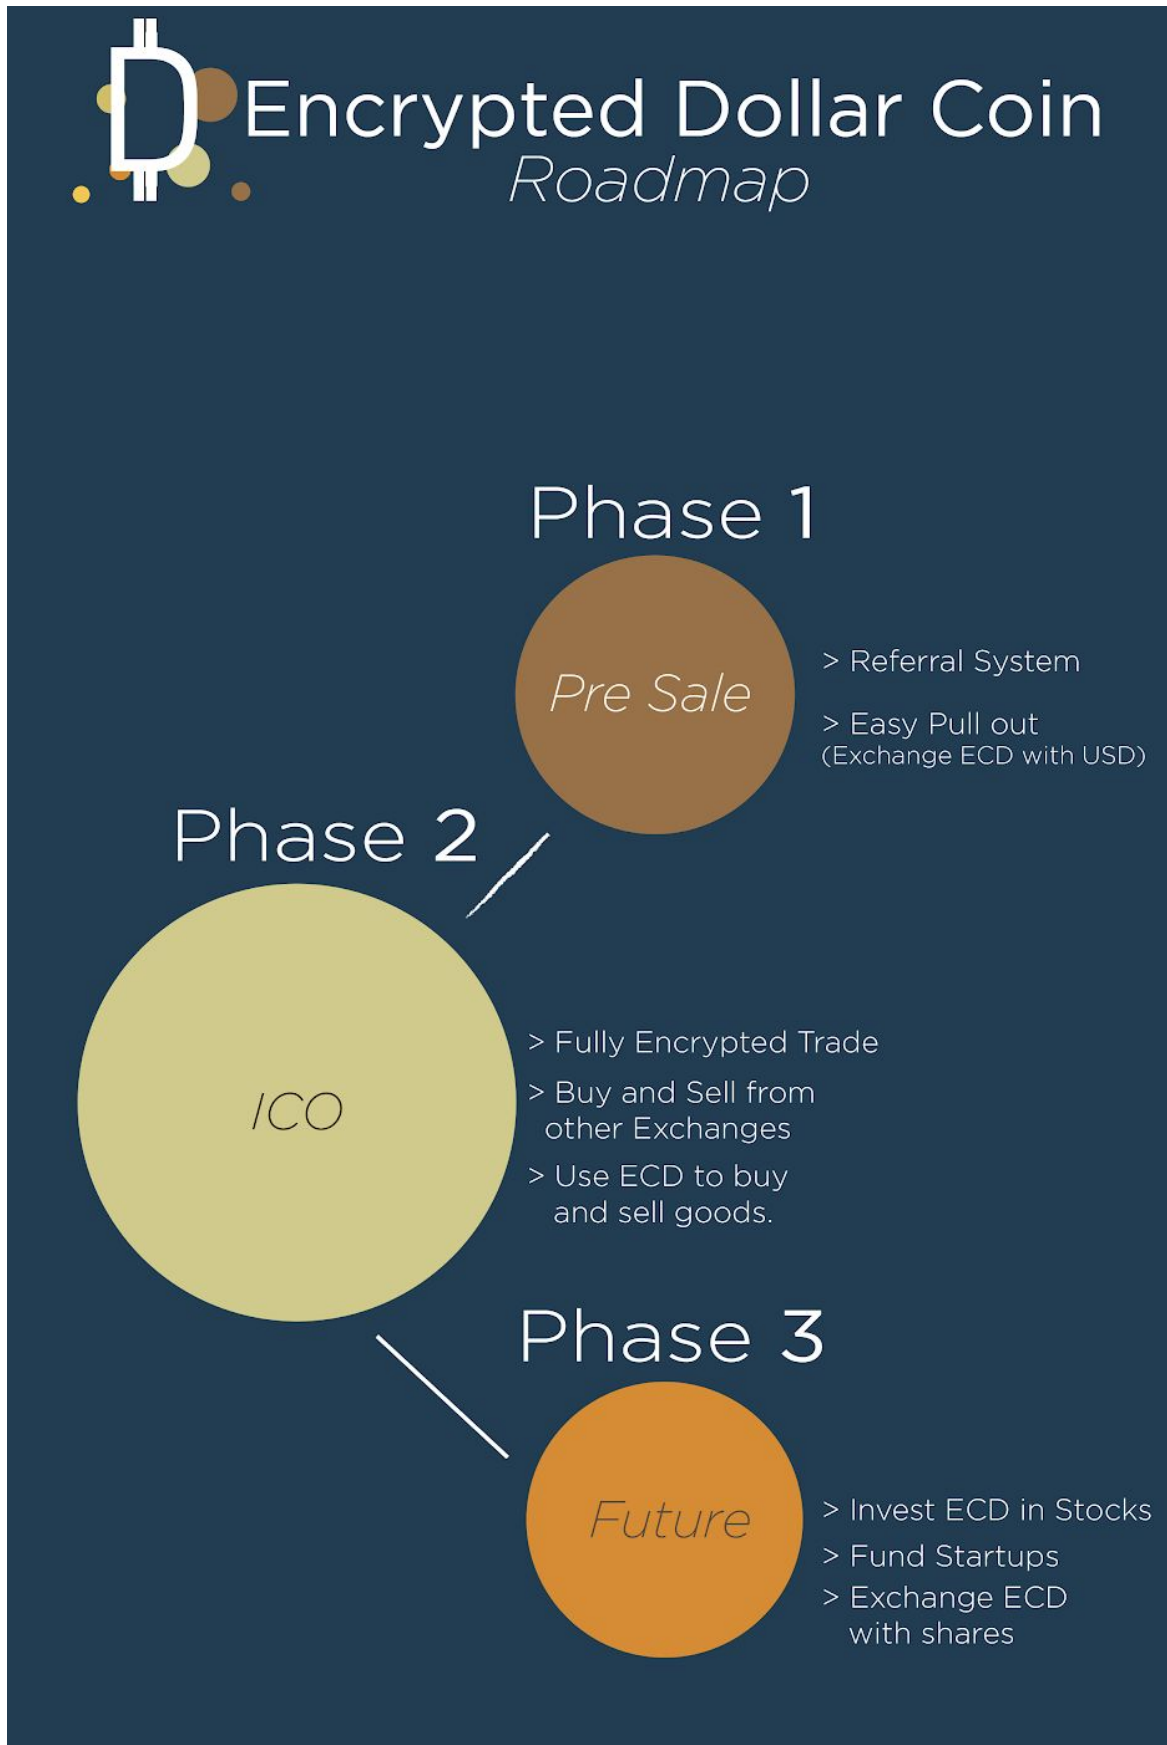 Encrypted Dollar Coin
Roadmap
Phase 1
Pre Sale
> Referral System
> Easy Pull out
(Exchange ECD with USD)
Phase 2
ICO
> Fully Encrypted Trade
> Buy and Sell from
other Exchanges
> Use ECD to buy
and sell goods.
Phase 3
Future
> Invest ECD in Stocks
> Fund Startups
> Exchange ECD
with shares